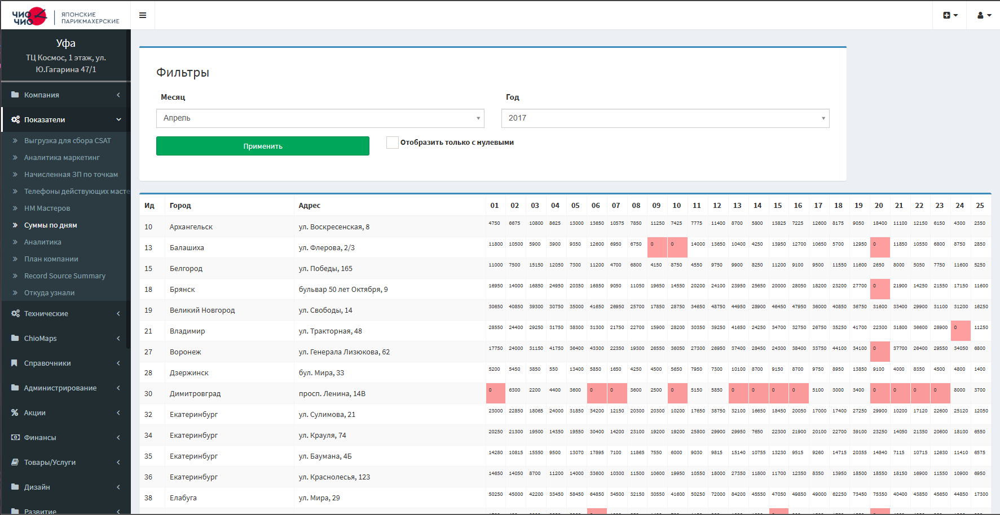 ЧИО ЧИО ЯПОНСКИЕ ПАРИКМАХЕРСКИЕ
Уфа
ТЦ Космос, 1 этаж, ул.
Ю.Гагарина 47/1
Компания
Показатели
Выгрузка для сбора CSAT
Аналитика маркетинг
Начисленная ЗП по точкам
Телефоны действующих масте
НМ Мастеров
Суммы по дням
Аналитика
План компании
Record Source Summary
Откуда узнали
Технические
ChioMaps
Справочники
Администрирование
Акции
Финансы
Товары/Услуги
Дизайн
Развитие
Фильтры
Месяц Год
Апрель 2017
Применить Отобразить только с нулевыми
Ид Город Адрес 01 02 03 04 05 06 07 08 09 10 11 12 13 14 15 16 17 18 19 20 21 22 23 24 25
10 Архангельск ул. Воскресенская, 8 4750 6675 10800 8625 13000 13650 10575 7850 11250 7425 7775 11400 8700 5800 13825 7225 12600 8175 9050 18400 11100 12150 6150 4300 2350
13 Балашиха ул. Флерова, 2/3 11800 10500 5900 3900 9350 12600 6950 6750 0 0 14000 13650 10400 4250 13950 12700 10650 5700 12950 0 11850 10550 6800 8750 2850
15 Белгород ул. Победы, 165 11000 7500 15150 12050 7300 11200 4700 6800 4150 8750 4550 9750 9900 8250 11200 9100 9500 11550 11600 2650 8000 5050 7750 11600 5250
18 Брянск бульвар 50 лет Октября, 9 16950 14000 16850 24950 20350 16850 9050 11050 19650 14550 20200 24100 23950 25650 20000 28050 18200 23200 27700 0 21900 14250 21550 17150 11600
19 Великий Новгород ул. Свободы, 14 30650 40850 39300 30750 35000 41650 26950 25700 17850 28750 34650 48750 44950 28900 46450 47950 36000 40850 36750 31600 33400 29900 31100 31200 16250
21 Владимир ул. Тракторная, 48 28550 24400 29250 31750 38300 31300 21750 22700 15900 28200 30350 39250 41650 24250 34700 32750 26750 35250 41700 22300 31800 36600 28900 0 11250
27 Воронеж ул. Генерала Лизюкова, 62 17750 24000 31150 41750 36400 43300 22350 19300 26550 36050 27300 26950 37400 28450 24300 38400 33750 44100 34100 0 37700 26400 29550 34050 6800
28 Дзержинск бул. Мира, 33 5200 5450 3850 550 13400 5850 1650 4250 4500 5650 7950 7300 10100 8700 9150 8700 9750 8950 13850 9100 4000 8350 4500 4800 1400
30 Димитровград просп. Ленина, 14В 0 6300 2200 4400 3600 0 0 3600 2500 0 5150 5850 0 0 0 0 5100 3000 3400 0 0 0 0 8000 3700
32 Екатеринбург ул. Сулимова, 21 23000 22850 18065 24000 31850 34200 12150 20300 20300 10200 17650 38750 32100 16650 18450 20050 17000 17400 27250 29900 10200 17120 22600 25120 12050
34 Екатеринбург ул. Крауля, 74 20250 21300 19500 14350 19550 30400 14200 23100 19200 19200 25800 29900 29950 7650 22300 21900 20100 22700 39100 23250 14050 21350 20600 18100 6550
35 Екатеринбург ул. Баумана, 4Б 14280 10815 15550 9500 13070 17895 7100 11865 7550 6000 9030 9815 15140 10755 13230 9515 9260 14715 20355 14840 7115 10715 12630 11410 6575
36 Екатеринбург ул. Краснолесья, 123 14650 14050 8700 11200 14000 33600 10300 11500 10600 19950 10550 18000 27350 11800 11700 12350 8350 13950 18500 18550 18150 16900 11550 10900 6950
38 Елабуга ул. Мира, 29 50250 45000 42200 33450 58450 64850 34500 32150 30550 41600 50250 72000 84200 45550 47050 49850 49000 62250 73450 75350 40400 43850 45650 44850 17300